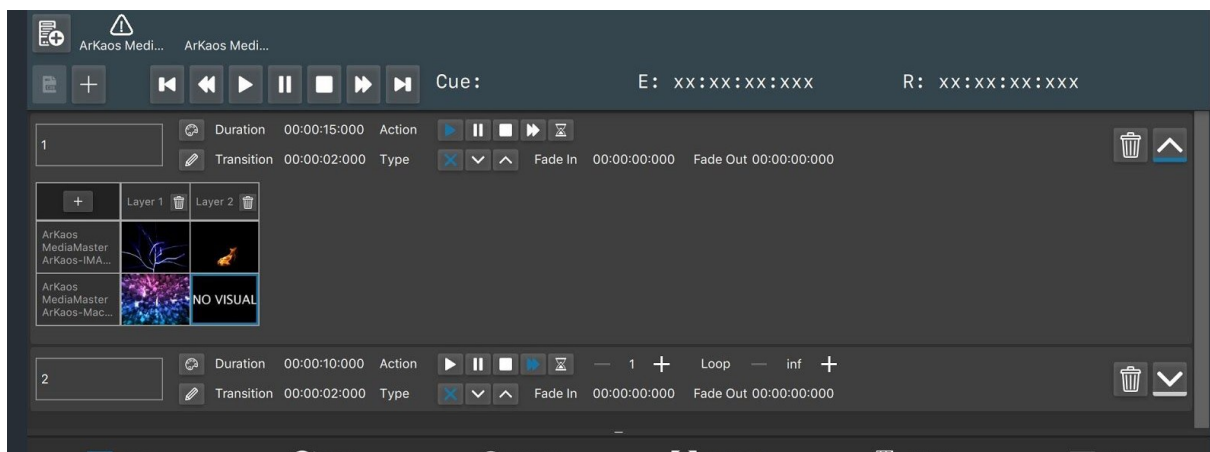 ArKaos Medi... ArKaos Medi...
Cue: E: xx:xx:xx:xxx R: xx:xx:xx:xxx
1 Duration 00:00:15:000 Action
Transition 00:00:02:000 Type Fade In 00:00:00:000 Fade Out 00:00:00:000
+ Layer 1 Layer 2
ArKaos
MediaMaster
ArKaos-IMA...
ArKaos
MediaMaster
ArKaos-Mac...
NO VISUAL
2 Duration 00:00:10:000 Action — 1 + Loop — inf +
Transition 00:00:02:000 Type Fade In 00:00:00:000 Fade Out 00:00:00:000